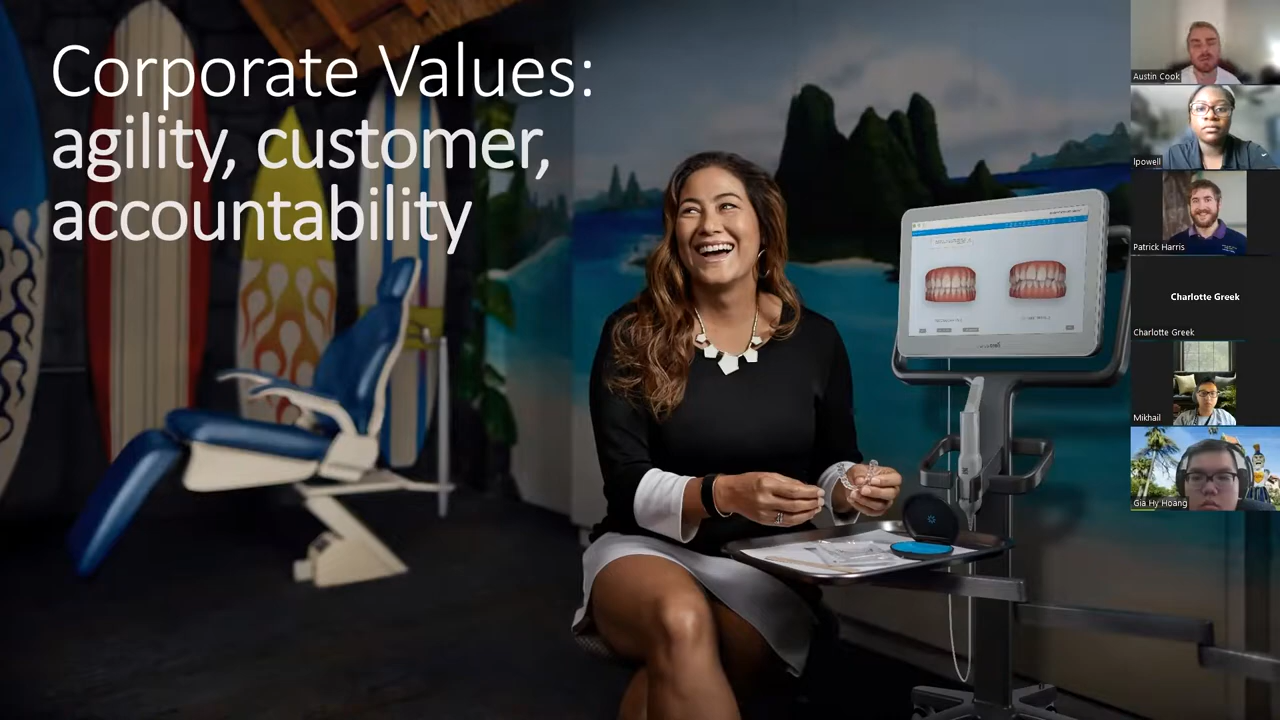 Corporate Values:
agility, customer,
accountability
Austin Cook
lpowell
Patrick Harris
Charlotte Greek
Charlotte Greek
Mikhail
Gia Hy Hoang